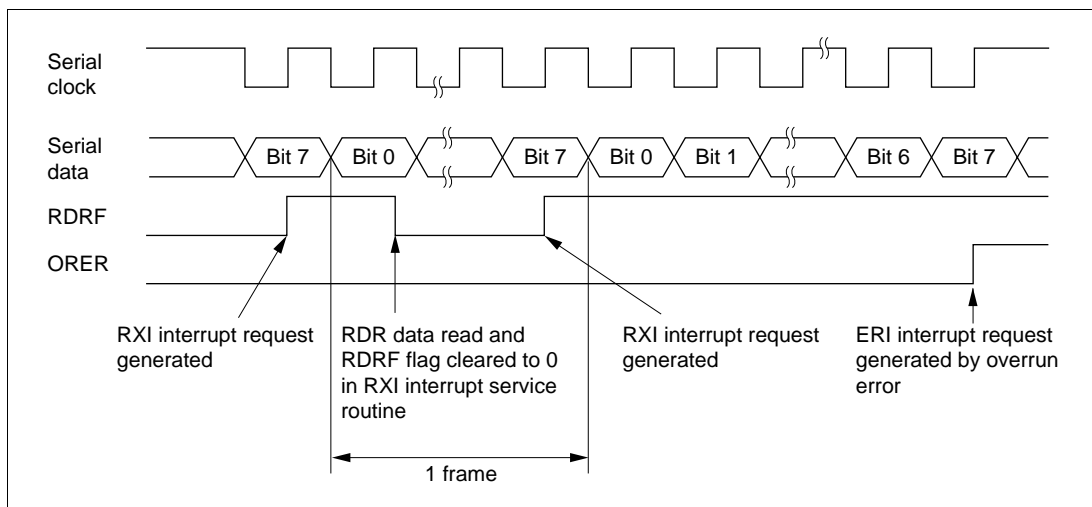 Serial
clock
Serial
data
Bit 7
Bit 0
Bit 7
Bit 0
Bit 1
Bit 6
Bit 7
RDRF
ORER
RXI interrupt request
generated
RDR data read and
RDRF flag cleared to 0
in RXI interrupt service
routine
RXI interrupt request
generated
ERI interrupt request
generated by overrun
error
1 frame